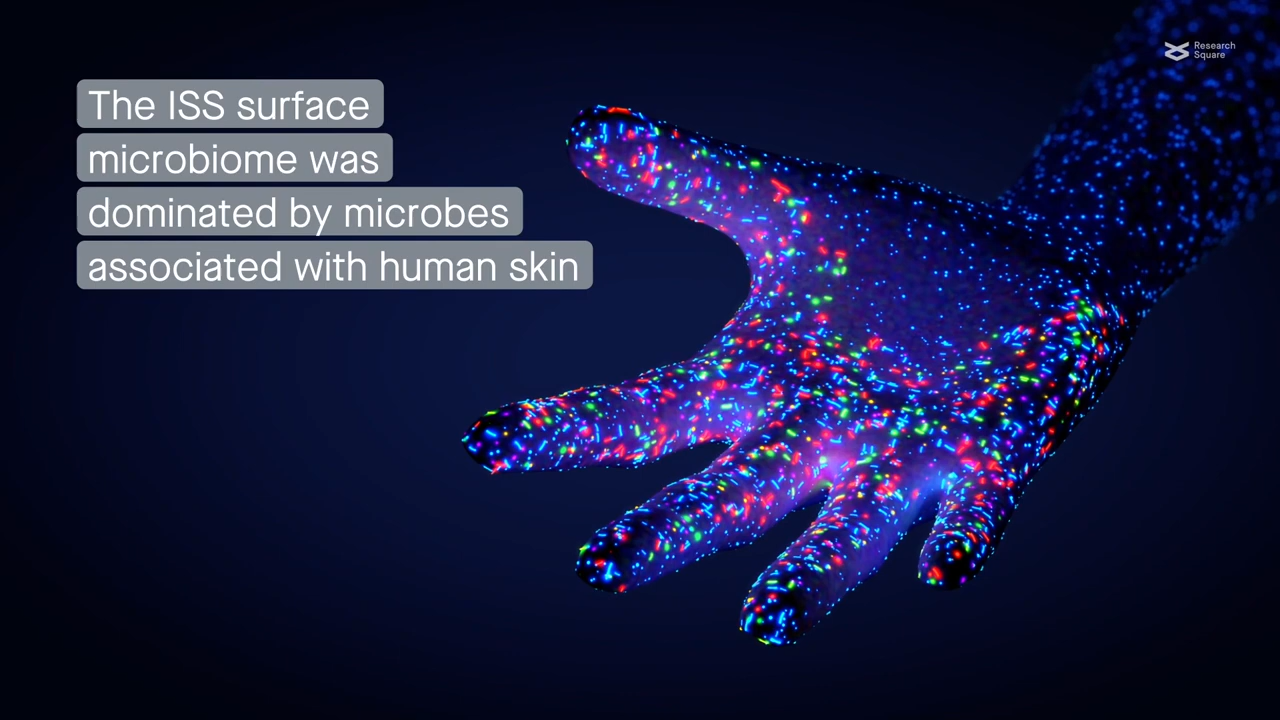 The ISS surface
microbiome was
dominated by microbes
associated with human skin
Research
Square